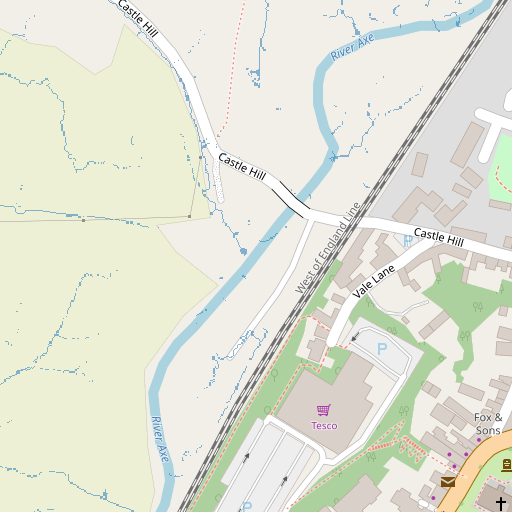 Castle Hill
River Axe
Castle Hill
West of England Line
Castle Hill
P
Vale Lane
P
Tesco
Fox &
Sons
River Axe
P